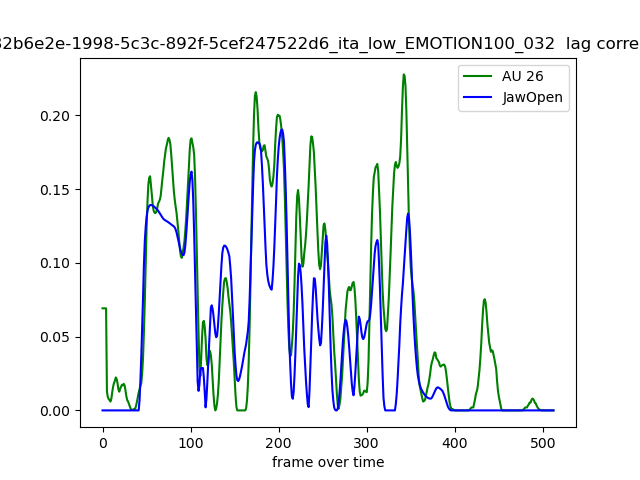 32b6e2e-1998-5c3c-892f-5cef247522d6_ita_low_EMOTION100_032 lag corre
AU 26
JawOpen
0.20
0.15
0.10
0.05
0.00
0 100 200 300 400 500
frame over time